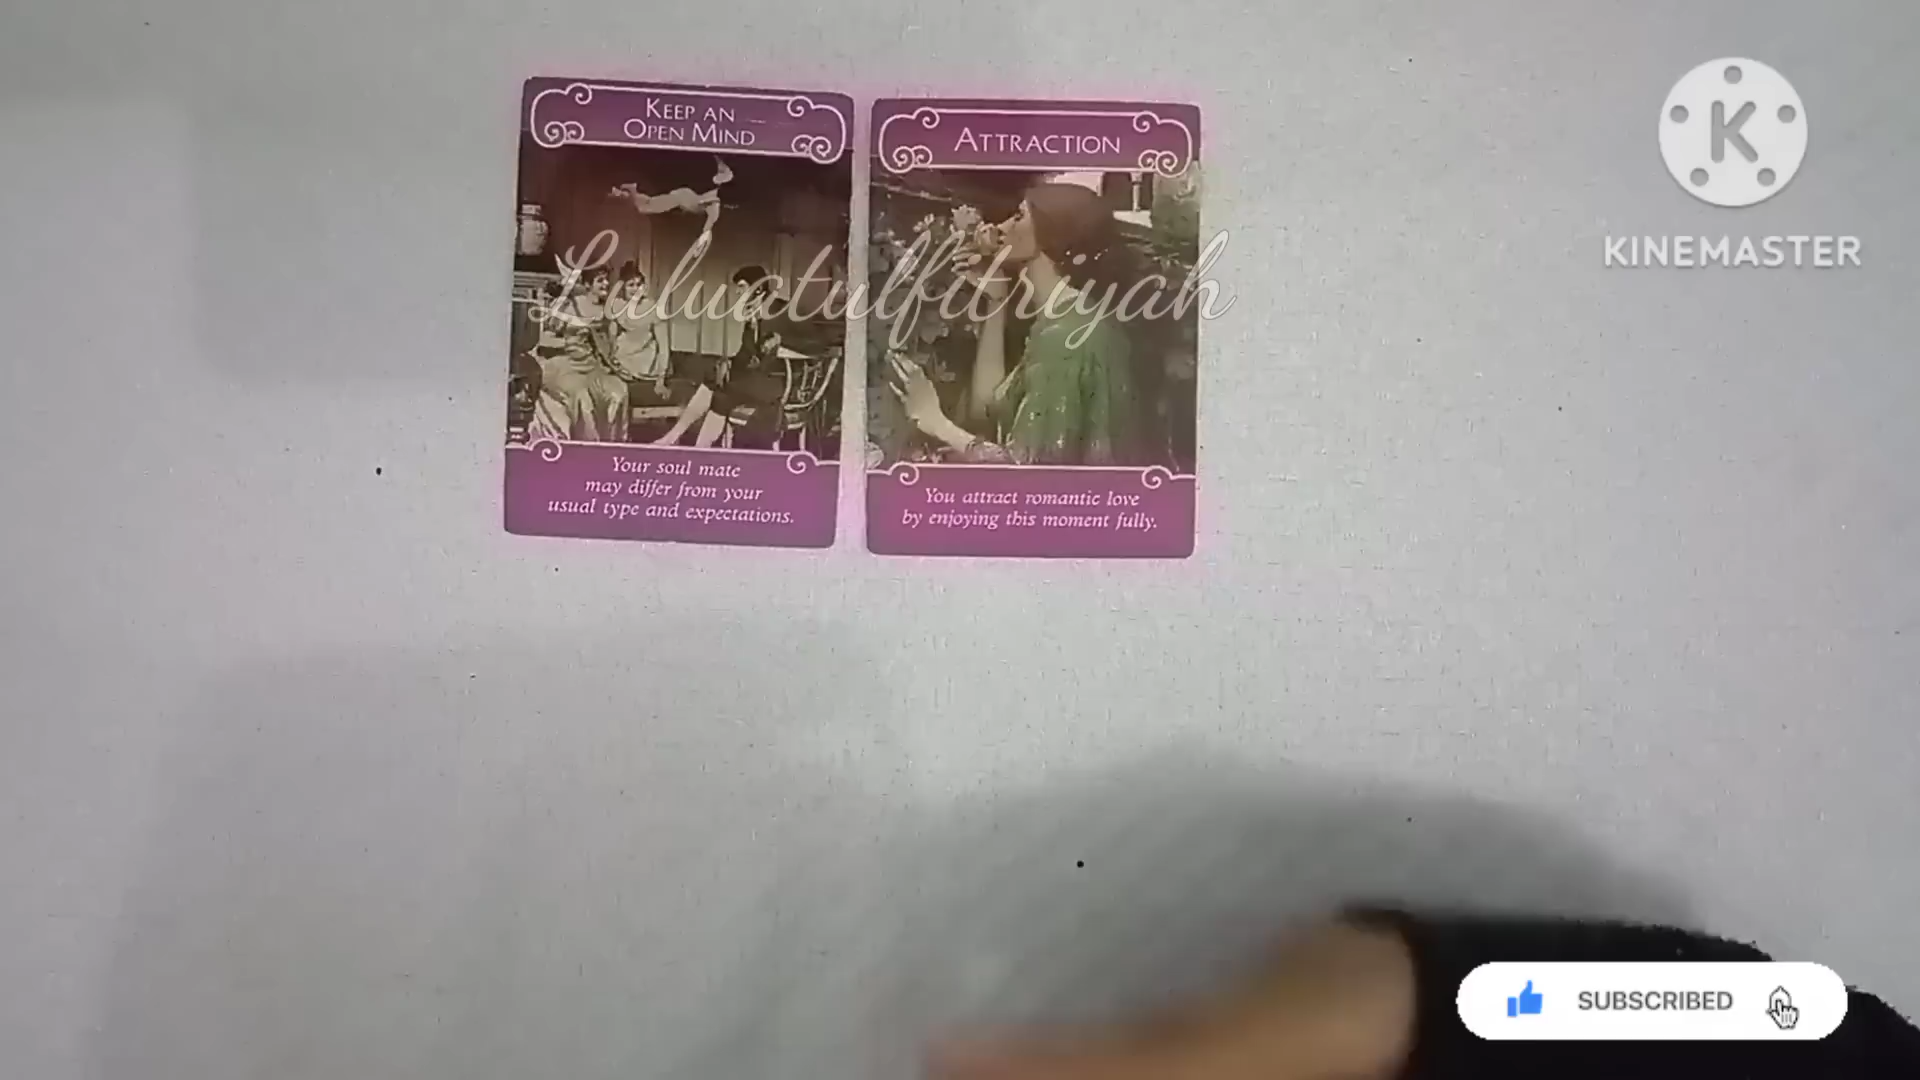 KEEP AN
OPEN MIND
ATTRACTION
K
KINEMASTER
Luluatulfitriyah
Your soul mate
may differ from your
usual type and expectations.
You attract romantic love
by enjoying this moment fully.
SUBSCRIBED